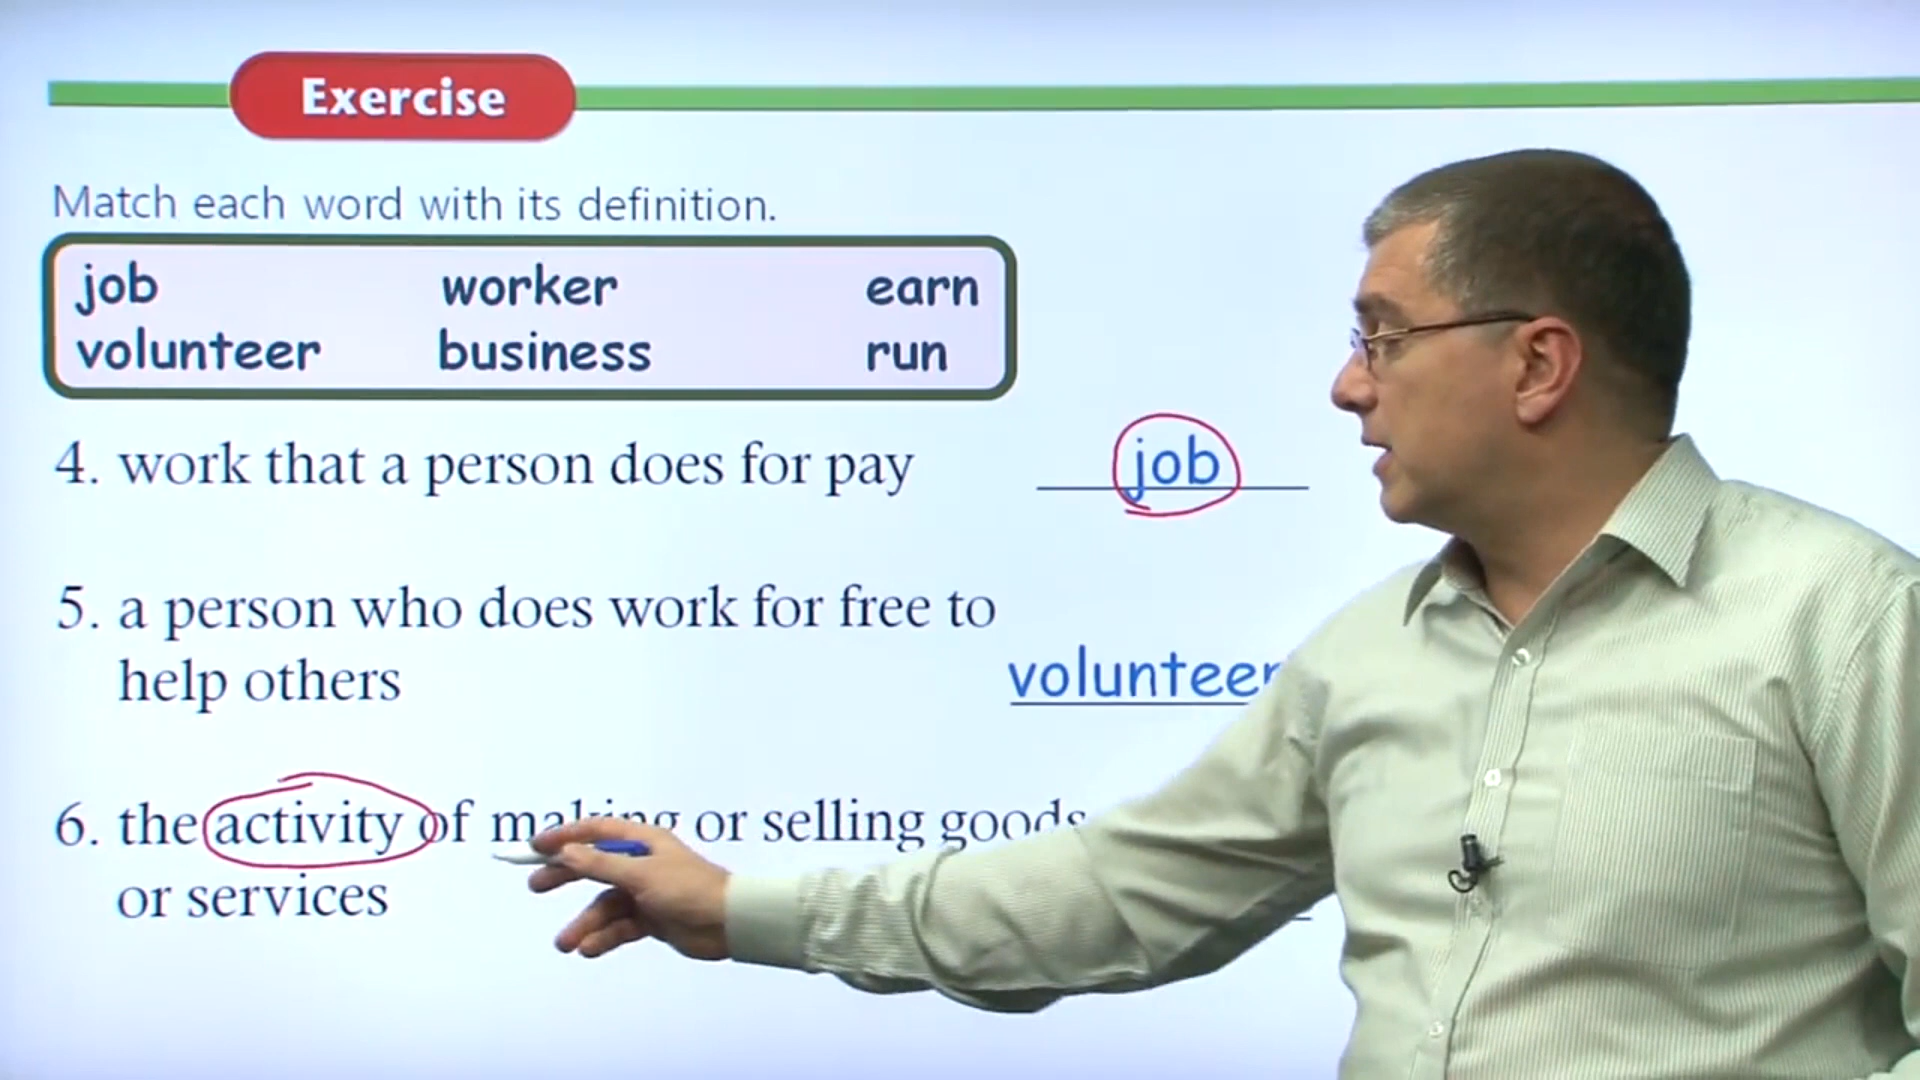 Exercise
Match each word with its definition.
job worker earn
volunteer business run
4. work that a person does for pay job
5. a person who does work for free to
help others volunteer
6. the activity of making or selling goods
or services